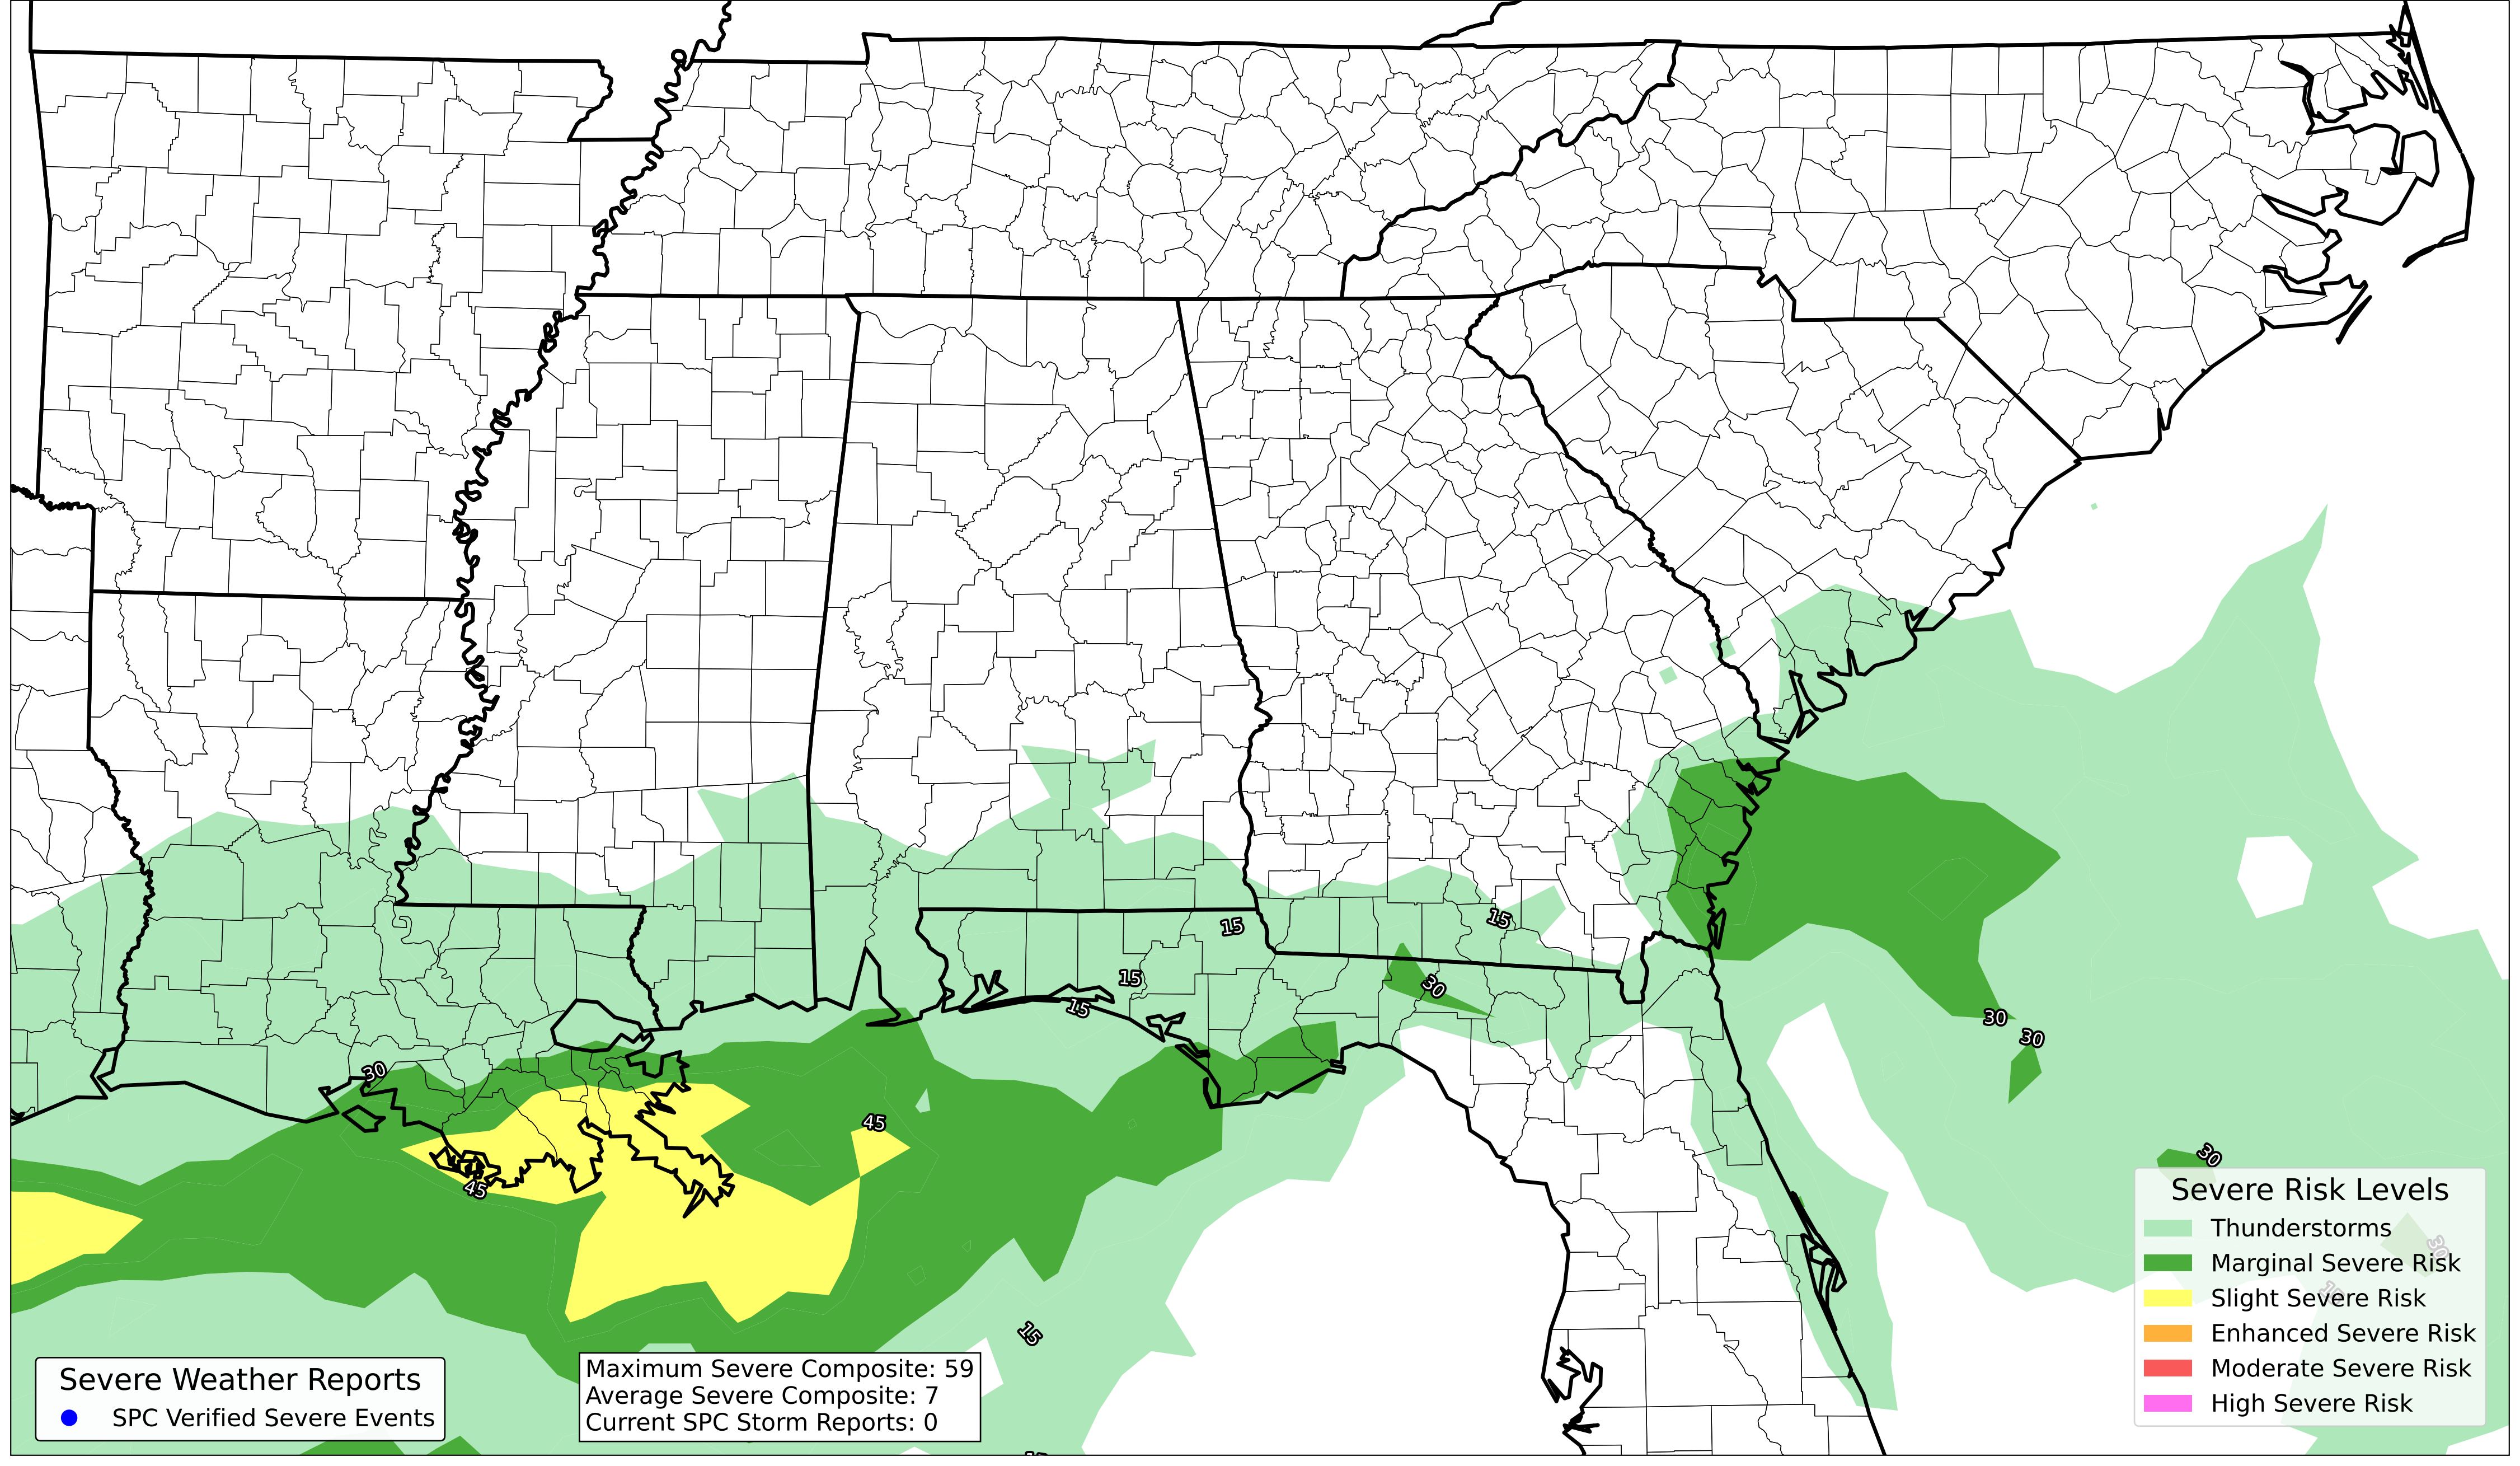 15
15
15
15
30
30
30
30
45
30
45
30
15
Severe Risk Levels
Thunderstorms
Marginal Severe Risk
Slight Severe Risk
Enhanced Severe Risk
Moderate Severe Risk
High Severe Risk
Severe Weather Reports
SPC Verified Severe Events
Maximum Severe Composite: 59
Average Severe Composite: 7
Current SPC Storm Reports: 0